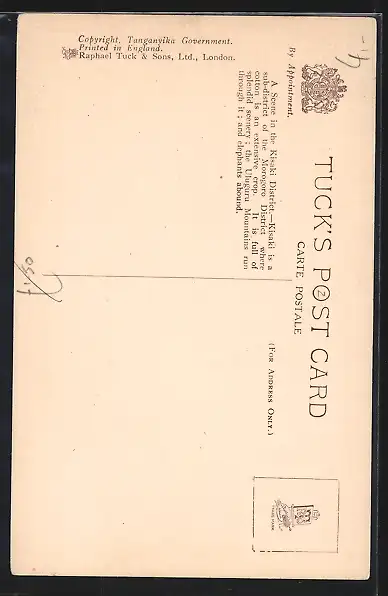 Copyright, Tanganyika Government.
Printed in England.
Raphael Tuck & Sons, Ltd., London.
By Appointment.
TUCK'S POST CARD
CARTE POSTALE
(FOR ADDRESS ONLY.)
A Scene in the Kisaki District.—Kisaki is a
sub-district of the Morogoro District where
cotton is an extensive crop. It is full of
splendid scenery; the Uluguru Mountains run
through it; and elephants abound.
TRADE MARK